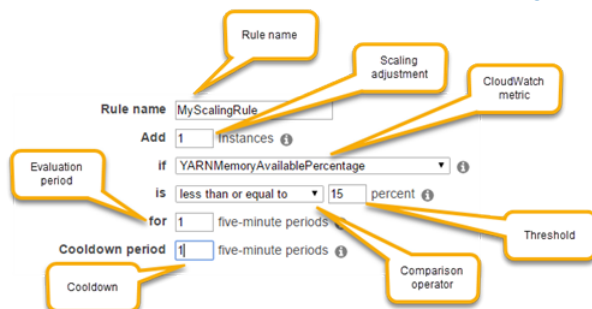 Rule name
Scaling
adjustment
CloudWatch
metric
Rule name MyScalingRule
Add 1 instances
if YARNMemoryAvailablePercentage
Evaluation
period
is less than or equal to 15 percent
for 1 five-minute periods
Threshold
Cooldown period 1 five-minute periods
Cooldown
Comparison
operator